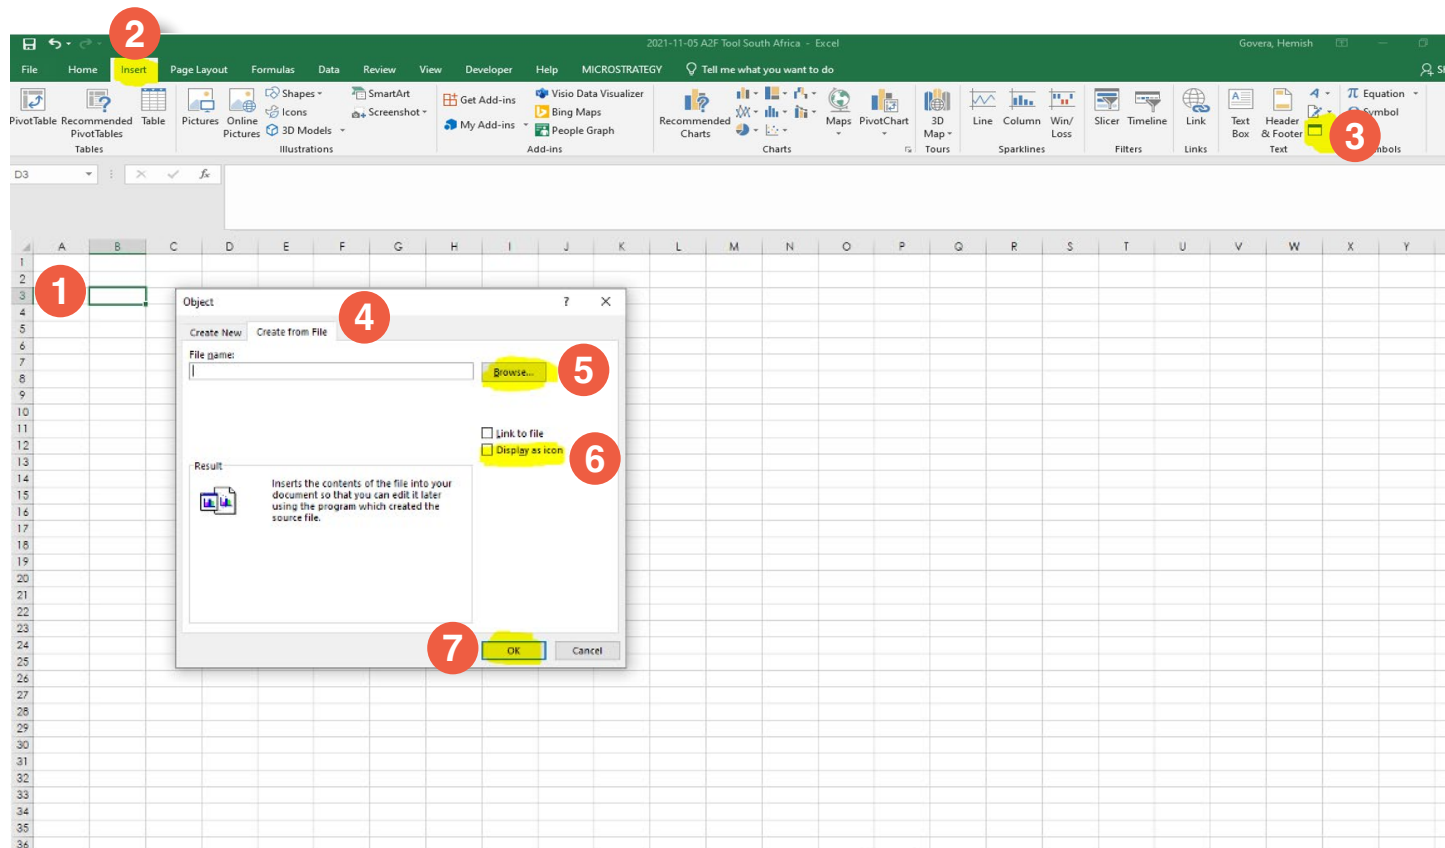 2
2021-11-05 A2F Tool South Africa - Excel
Govera, Hemish
File Home Insert Page Layout Formulas Data Review View Developer Help MICROSTRATEGY Tell me what you want to do
PivotTable Recommended PivotTables Table
Tables
Pictures Online Pictures
Shapes
Icons
3D Models
SmartArt
Screenshot
Illustrations
Get Add-ins
My Add-ins
Visio Data Visualizer
Bing Maps
People Graph
Add-ins
Recommended Charts
Maps PivotChart
Charts
3D Map
Tours
Line Column Win/Loss
Sparklines
Slicer Timeline
Filters
Link
Links
Text Box
Header & Footer
Text
π Equation
Symbol
3
D3
fx
A B C D E F G H I J K L M N O P Q R S T U V W X Y
1
2
3
4
5
6
7
8
9
10
11
12
13
14
15
16
17
18
19
20
21
22
23
24
25
26
27
28
29
30
31
32
33
34
35
36
1
Object ? ×
4
Create New Create from File
File name:
Browse...
5
Link to file
Display as icon
6
Result
Inserts the contents of the file into your
document so that you can edit it later
using the program which created the
source file.
7
OK Cancel